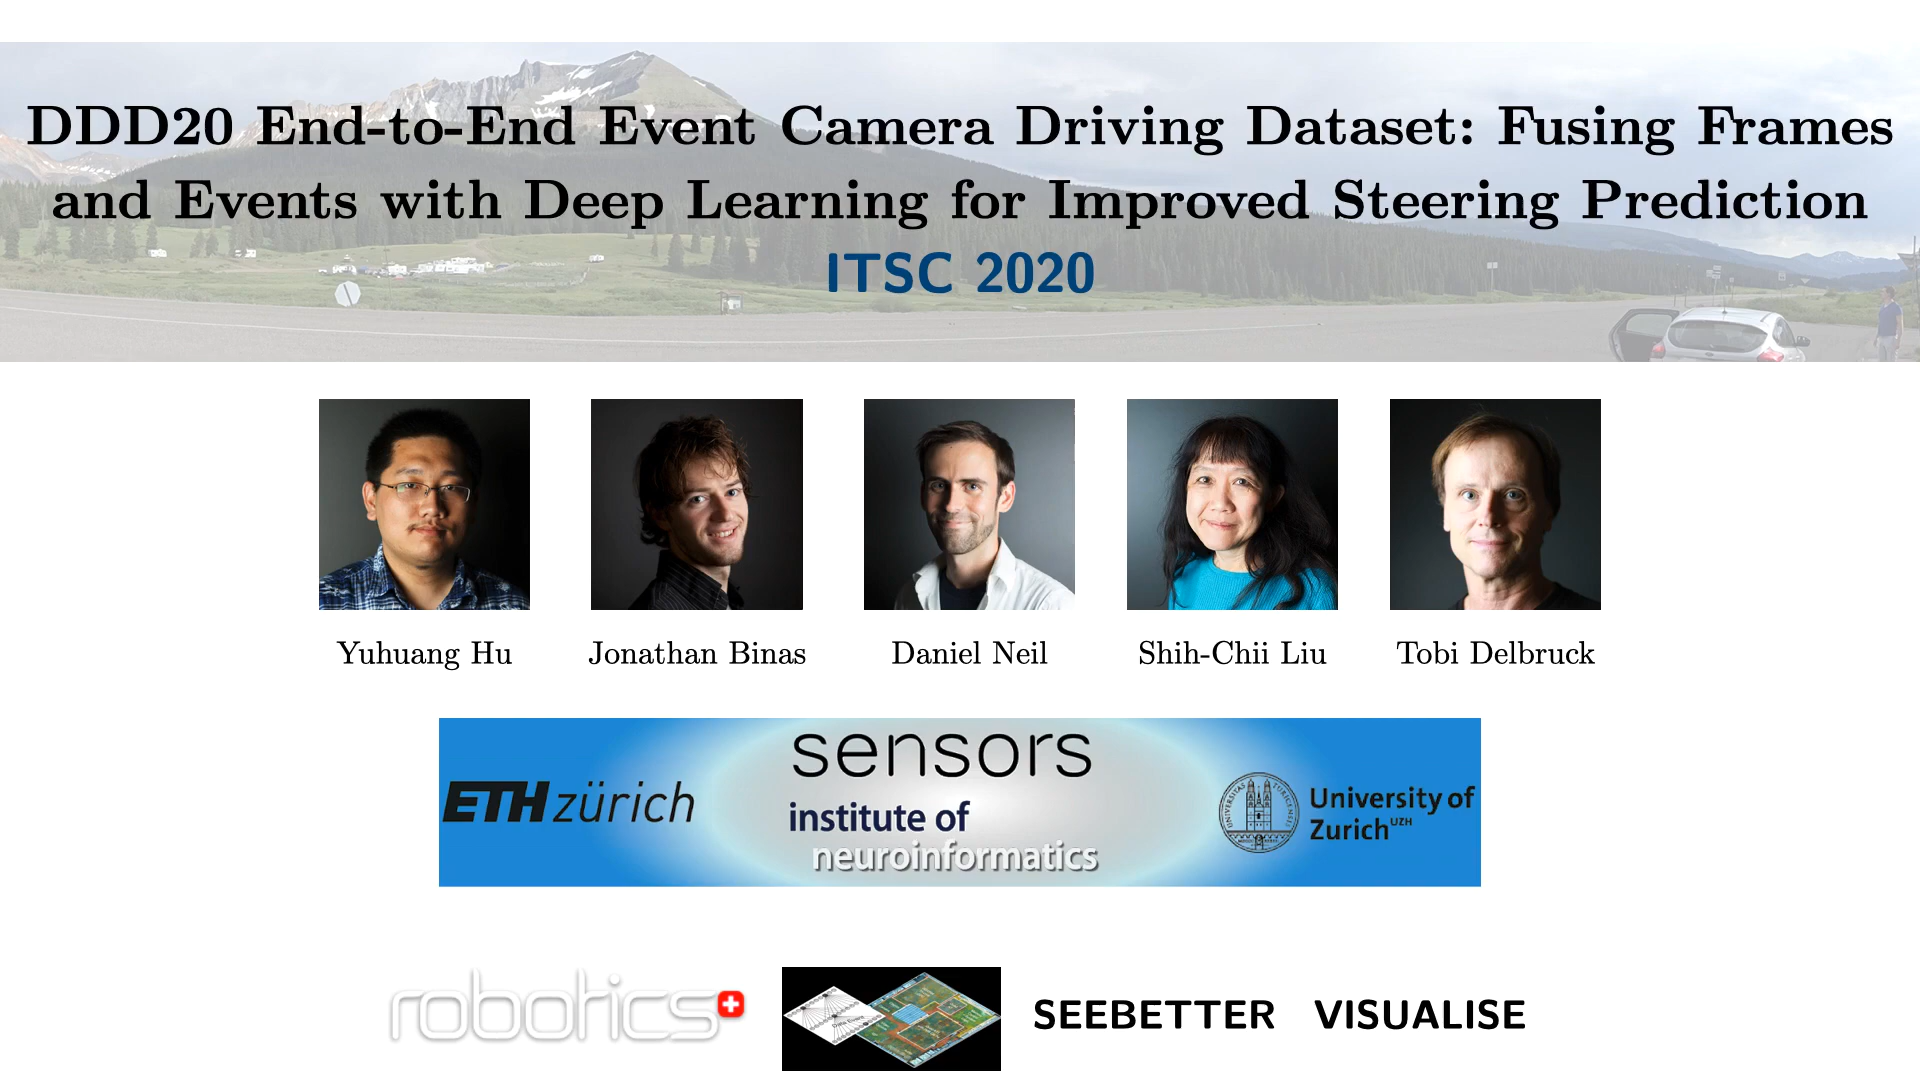 DDD20 End-to-End Event Camera Driving Dataset: Fusing Frames
and Events with Deep Learning for Improved Steering Prediction
ITSC 2020
Yuhuang Hu
Jonathan Binas
Daniel Neil
Shih-Chii Liu
Tobi Delbruck
ETH zürich
sensors
institute of
neuroinformatics
University of
Zurich UZH
robotics
SEEBETTER VISUALISE